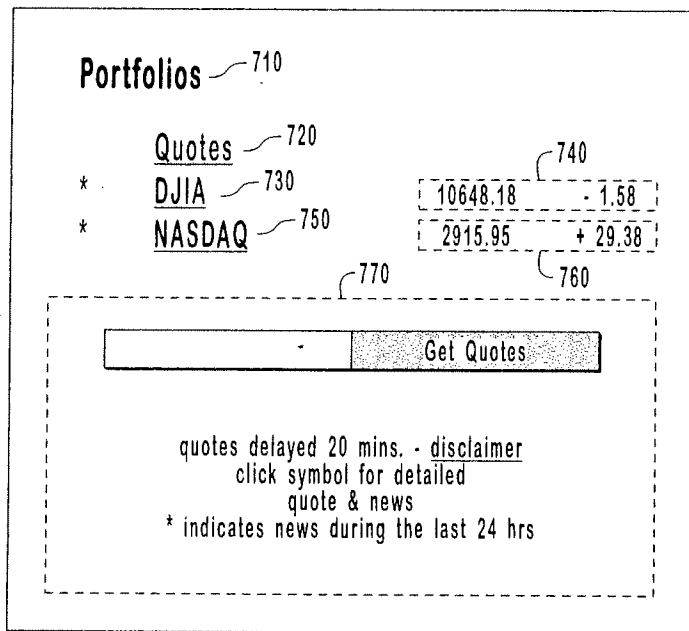 Portfolios 710
Quotes 720
740
* DJIA 730 10648.18 - 1.58
* NASDAQ 750 2915.95 + 29.38
770 760
Get Quotes
quotes delayed 20 mins. - disclaimer
click symbol for detailed
quote & news
* indicates news during the last 24 hrs